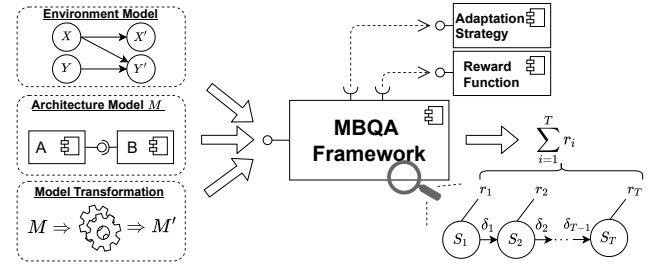 Environment Model
X X′
Y Y′
Architecture Model M
A B
Model Transformation
M ⇒ ⇒ M′
MBQA
Framework
Adaptation
Strategy
Reward
Function
T
∑ r_i
i=1
r_1 r_2 r_T
δ_1 δ_2 δ_{T−1}
S_1 S_2 ··· S_T